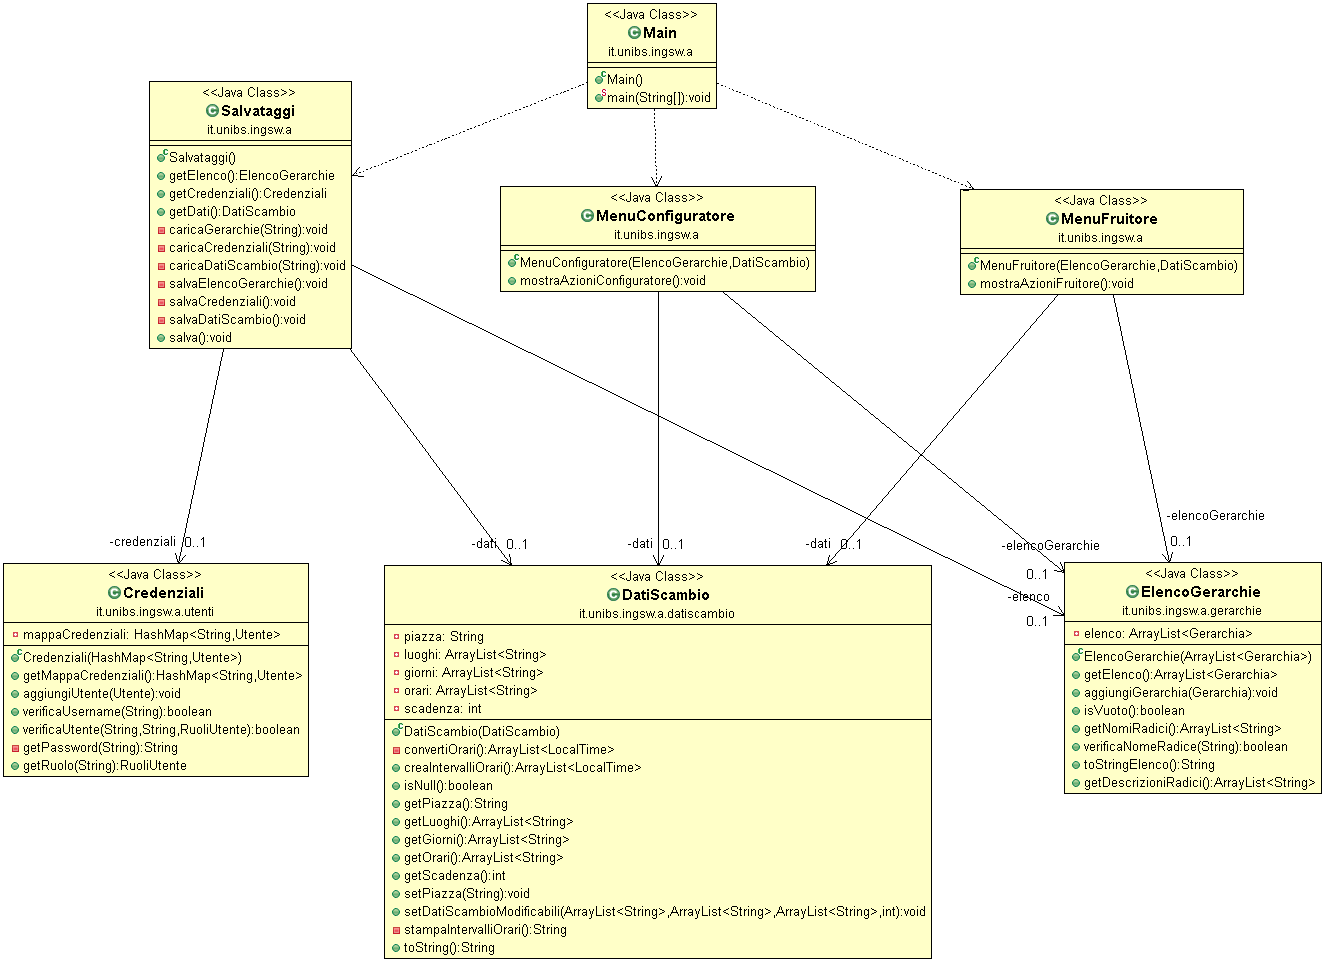 <<Java Class>>
Main
it.unibs.ingsw.a
Main()
main(String[]):void
<<Java Class>>
Salvataggi
it.unibs.ingsw.a
Salvataggi()
getElenco():ElencoGerarchie
getCredenziali():Credenziali
getDati():DatiScambio
caricaGerarchie(String):void
caricaCredenziali(String):void
caricaDatiScambio(String):void
salvaElencoGerarchie():void
salvaCredenziali():void
salvaDatiScambio():void
salva():void
<<Java Class>>
MenuConfiguratore
it.unibs.ingsw.a
MenuConfiguratore(ElencoGerarchie,DatiScambio)
mostraAzioniConfiguratore():void
<<Java Class>>
MenuFruitore
it.unibs.ingsw.a
MenuFruitore(ElencoGerarchie,DatiScambio)
mostraAzioniFruitore():void
-credenziali 0..1
-dati 0..1
-dati 0..1
-dati 0..1
-elencoGerarchie
0..1
-elencoGerarchie
0..1
-elenco
0..1
<<Java Class>>
Credenziali
it.unibs.ingsw.a.utenti
mappaCredenziali: HashMap<String,Utente>
Credenziali(HashMap<String,Utente>)
getMappaCredenziali():HashMap<String,Utente>
aggiungiUtente(Utente):void
verificaUsername(String):boolean
verificaUtente(String,String,RuoliUtente):boolean
getPassword(String):String
getRuolo(String):RuoliUtente
<<Java Class>>
DatiScambio
it.unibs.ingsw.a.datiscambio
piazza: String
luoghi: ArrayList<String>
giorni: ArrayList<String>
orari: ArrayList<String>
scadenza: int
DatiScambio(DatiScambio)
convertiOrari():ArrayList<LocalTime>
creaIntervalliOrari():ArrayList<LocalTime>
isNull():boolean
getPiazza():String
getLuoghi():ArrayList<String>
getGiorni():ArrayList<String>
getOrari():ArrayList<String>
getScadenza():int
setPiazza(String):void
setDatiScambioModificabili(ArrayList<String>,ArrayList<String>,ArrayList<String>,int):void
stampaIntervalliOrari():String
toString():String
<<Java Class>>
ElencoGerarchie
it.unibs.ingsw.a.gerarchie
elenco: ArrayList<Gerarchia>
ElencoGerarchie(ArrayList<Gerarchia>)
getElenco():ArrayList<Gerarchia>
aggiungiGerarchia(Gerarchia):void
isVuoto():boolean
getNomiRadici():ArrayList<String>
verificaNomeRadice(String):boolean
toStringElenco():String
getDescrizioniRadici():ArrayList<String>